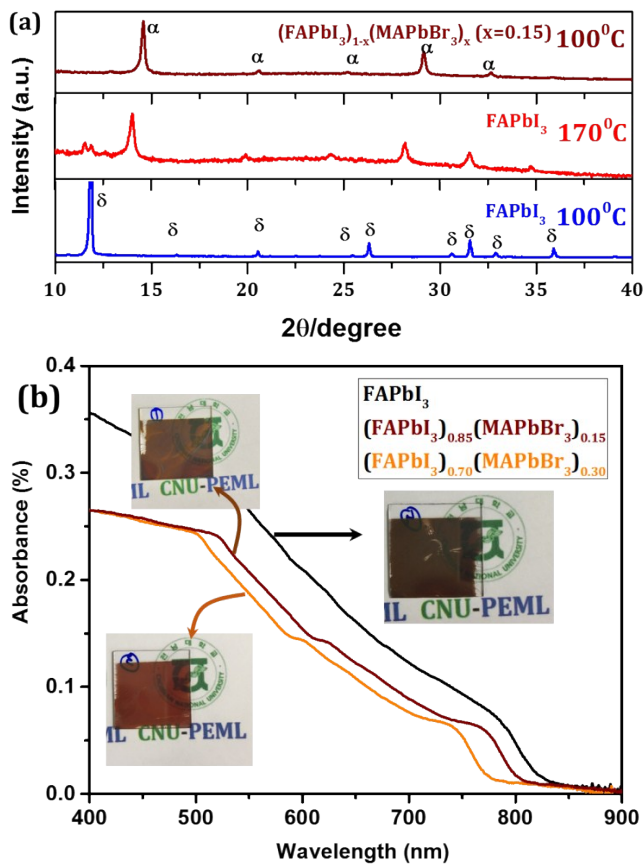 (a)
Intensity (a.u.)
α
α
α
α
α
(FAPbI₃)₁₋ₓ(MAPbBr₃)ₓ (x=0.15) 100⁰C
FAPbI₃ 170⁰C
δ
δ
δ
δ
δ
δ
δ
δ
δ
FAPbI₃ 100⁰C
10 15 20 25 30 35 40
2θ/degree
(b)
Absorbance (%)
0.4
0.3
0.2
0.1
0.0
FAPbI₃
(FAPbI₃)₀.₈₅(MAPbBr₃)₀.₁₅
(FAPbI₃)₀.₇₀(MAPbBr₃)₀.₃₀
ML CNU-PEML
ML CNU-PEML
ML CNU-PEML
400 500 600 700 800 900
Wavelength (nm)